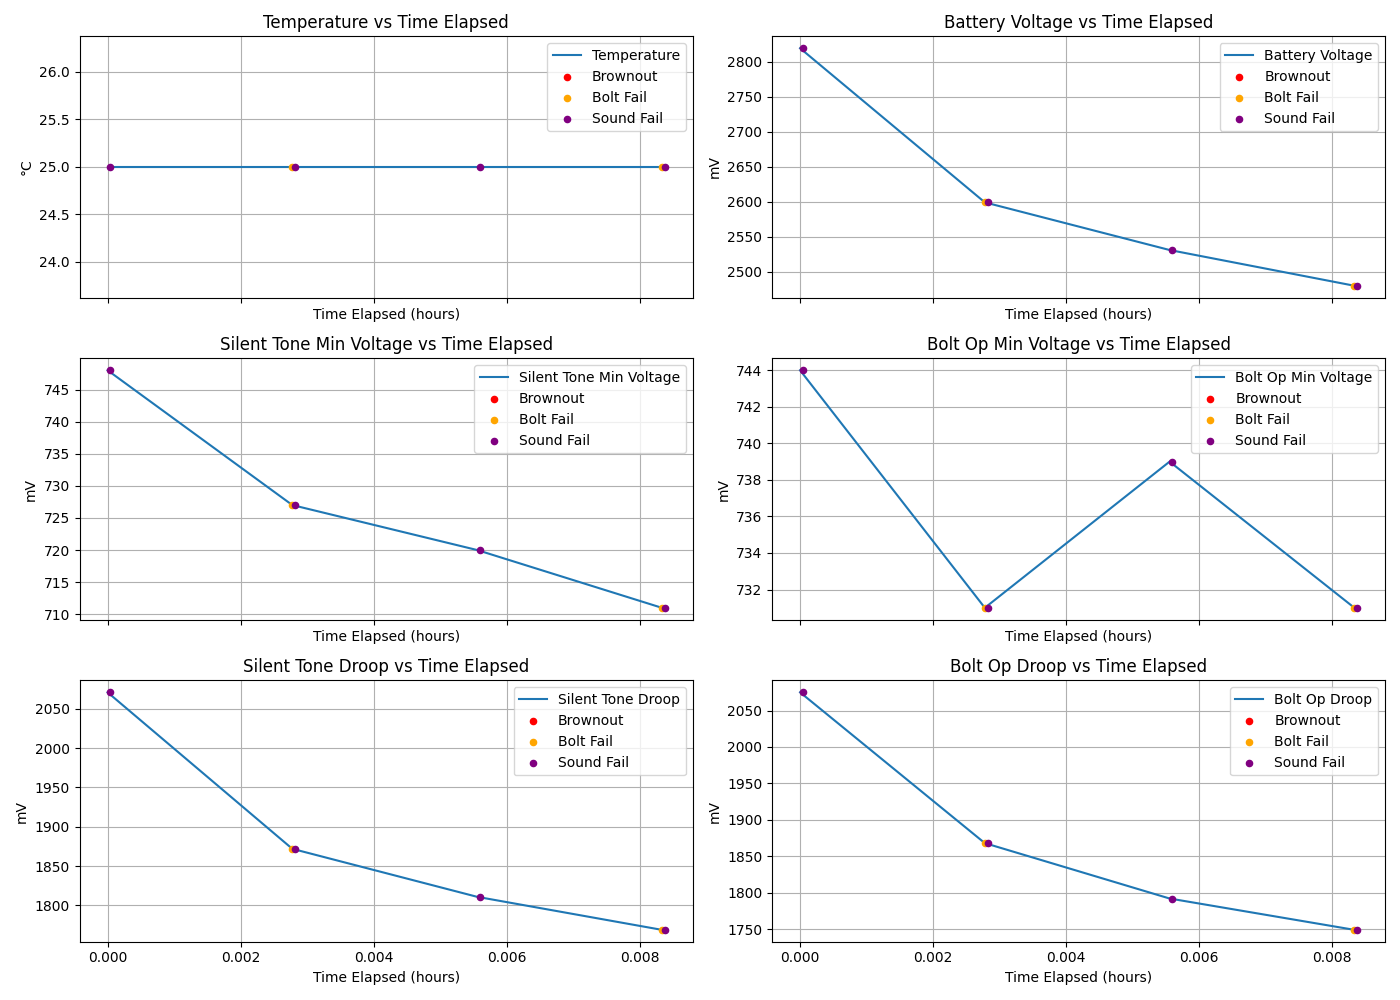 Temperature vs Time Elapsed
26.0
25.5
25.0
24.5
24.0
°C
Temperature
Brownout
Bolt Fail
Sound Fail
Time Elapsed (hours)
Battery Voltage vs Time Elapsed
2800
2750
2700
2650
2600
2550
2500
mV
Battery Voltage
Brownout
Bolt Fail
Sound Fail
Time Elapsed (hours)
Silent Tone Min Voltage vs Time Elapsed
745
740
735
730
725
720
715
710
mV
Silent Tone Min Voltage
Brownout
Bolt Fail
Sound Fail
Time Elapsed (hours)
Bolt Op Min Voltage vs Time Elapsed
744
742
740
738
736
734
732
mV
Bolt Op Min Voltage
Brownout
Bolt Fail
Sound Fail
Time Elapsed (hours)
Silent Tone Droop vs Time Elapsed
2050
2000
1950
1900
1850
1800
mV
Silent Tone Droop
Brownout
Bolt Fail
Sound Fail
0.000 0.002 0.004 0.006 0.008
Time Elapsed (hours)
Bolt Op Droop vs Time Elapsed
2050
2000
1950
1900
1850
1800
1750
mV
Bolt Op Droop
Brownout
Bolt Fail
Sound Fail
0.000 0.002 0.004 0.006 0.008
Time Elapsed (hours)